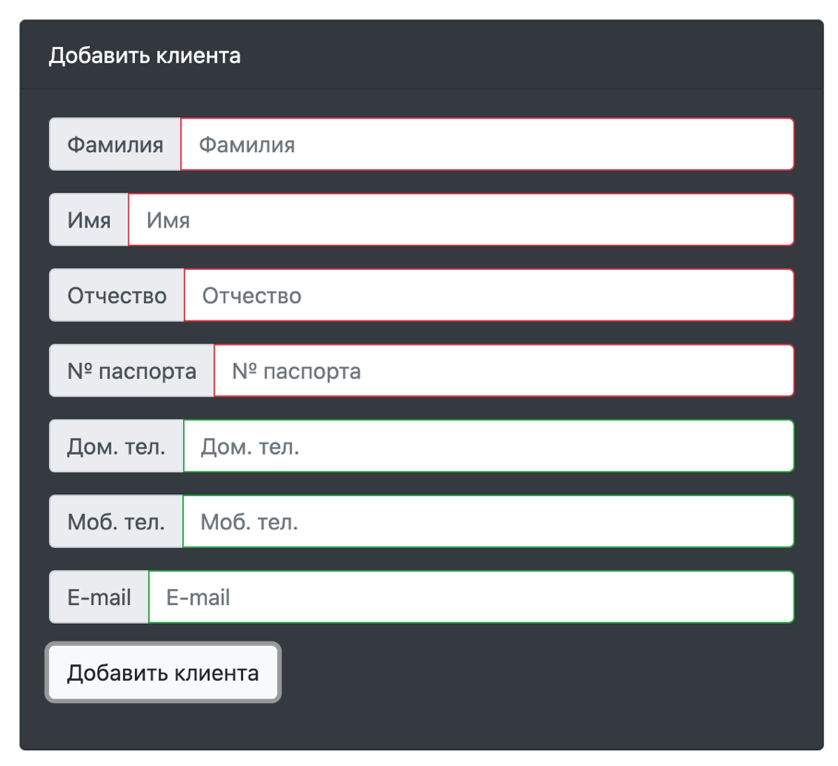 Добавить клиента
Фамилия Фамилия
Имя Имя
Отчество Отчество
№ паспорта № паспорта
Дом. тел. Дом. тел.
Моб. тел. Моб. тел.
E-mail E-mail
Добавить клиента